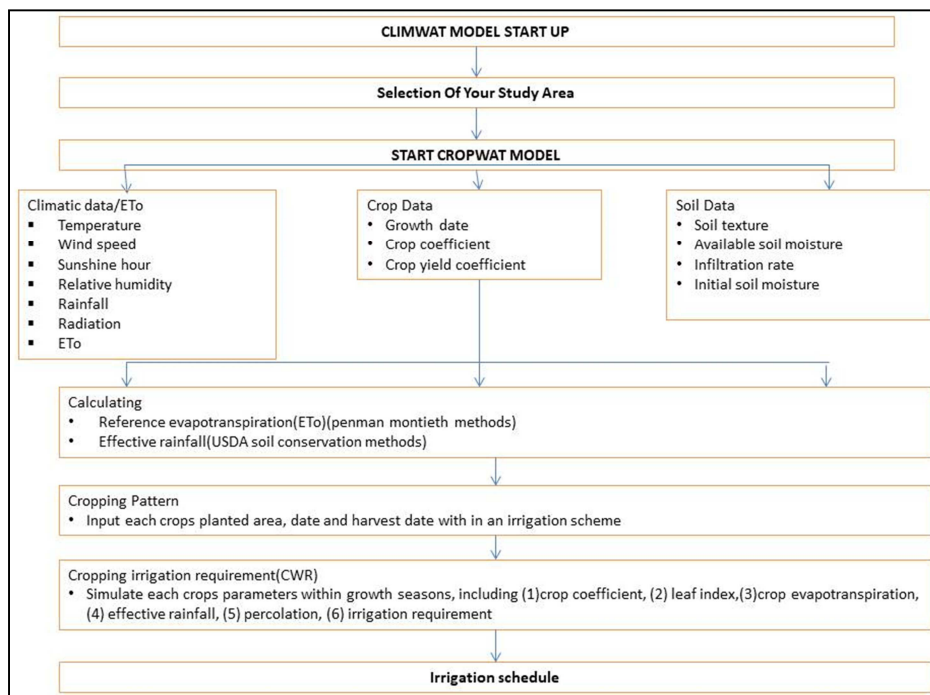 CLIMWAT MODEL START UP
Selection Of Your Study Area
START CROPWAT MODEL
Climatic data/ETo
▪ Temperature
▪ Wind speed
▪ Sunshine hour
▪ Relative humidity
▪ Rainfall
▪ Radiation
▪ ETo
Crop Data
• Growth date
• Crop coefficient
• Crop yield coefficient
Soil Data
• Soil texture
• Available soil moisture
• Infiltration rate
• Initial soil moisture
Calculating
• Reference evapotranspiration(ETo)(penman montieth methods)
• Effective rainfall(USDA soil conservation methods)
Cropping Pattern
• Input each crops planted area, date and harvest date with in an irrigation scheme
Cropping irrigation requirement(CWR)
• Simulate each crops parameters within growth seasons, including (1)crop coefficient, (2) leaf index,(3)crop evapotranspiration,
(4) effective rainfall, (5) percolation, (6) irrigation requirement
Irrigation schedule